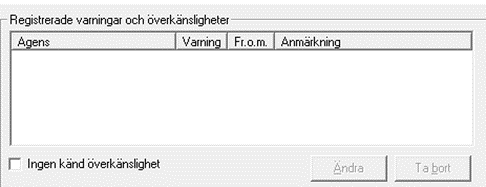 Registrerade varningar och överkänsligheter
Agens Varning Fr.o.m. Anmärkning
Ingen känd överkänslighet Ändra Ta bort